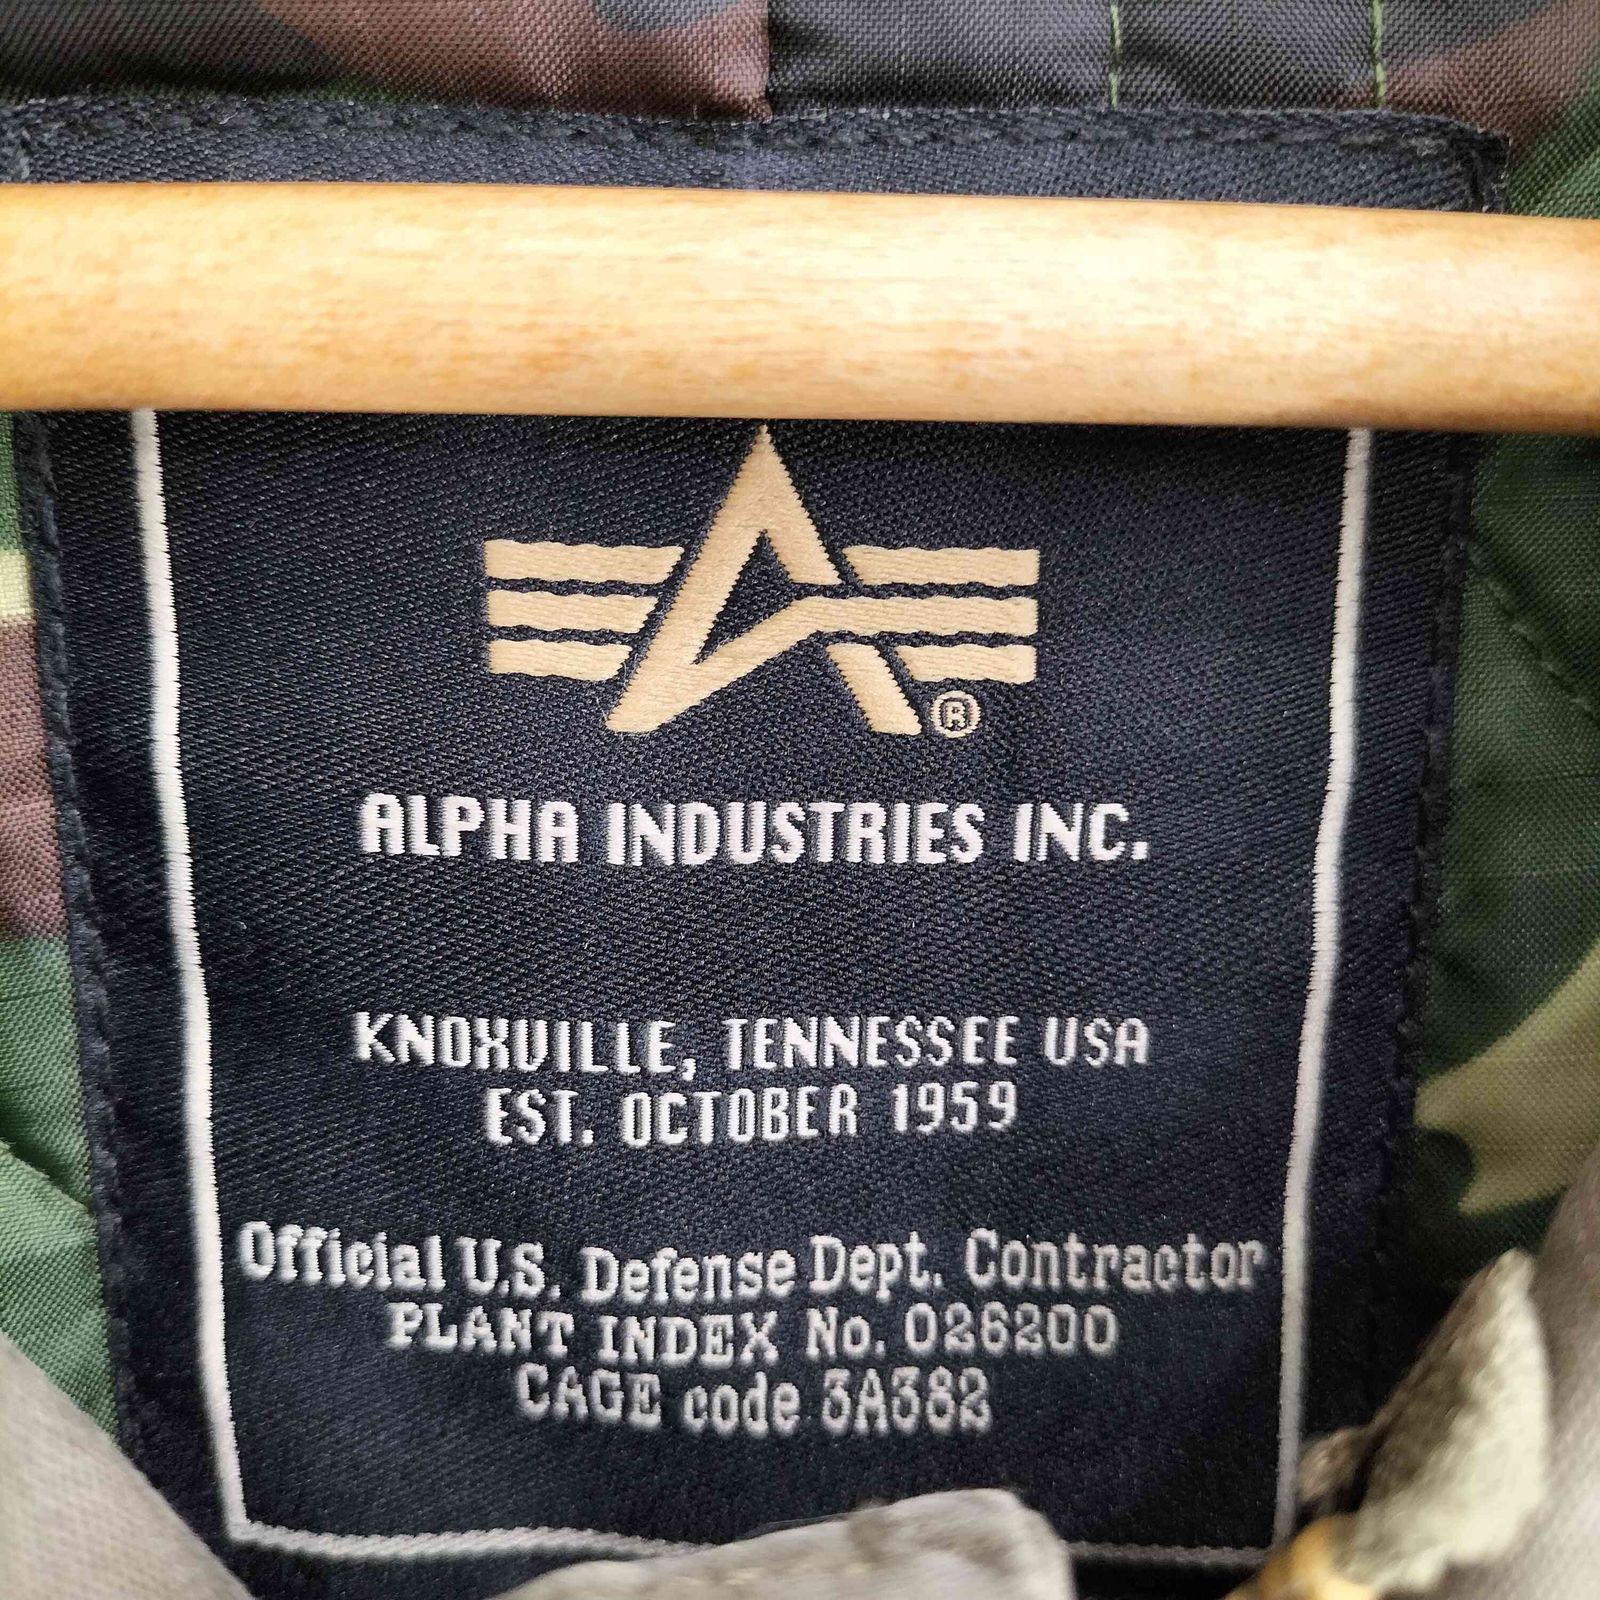 ®
ALPHA INDUSTRIES INC.
KNOXVILLE, TENNESSEE USA
EST. OCTOBER 1959
Official U.S. Defense Dept. Contractor
PLANT INDEX No. 026200
CAGE code 3A382